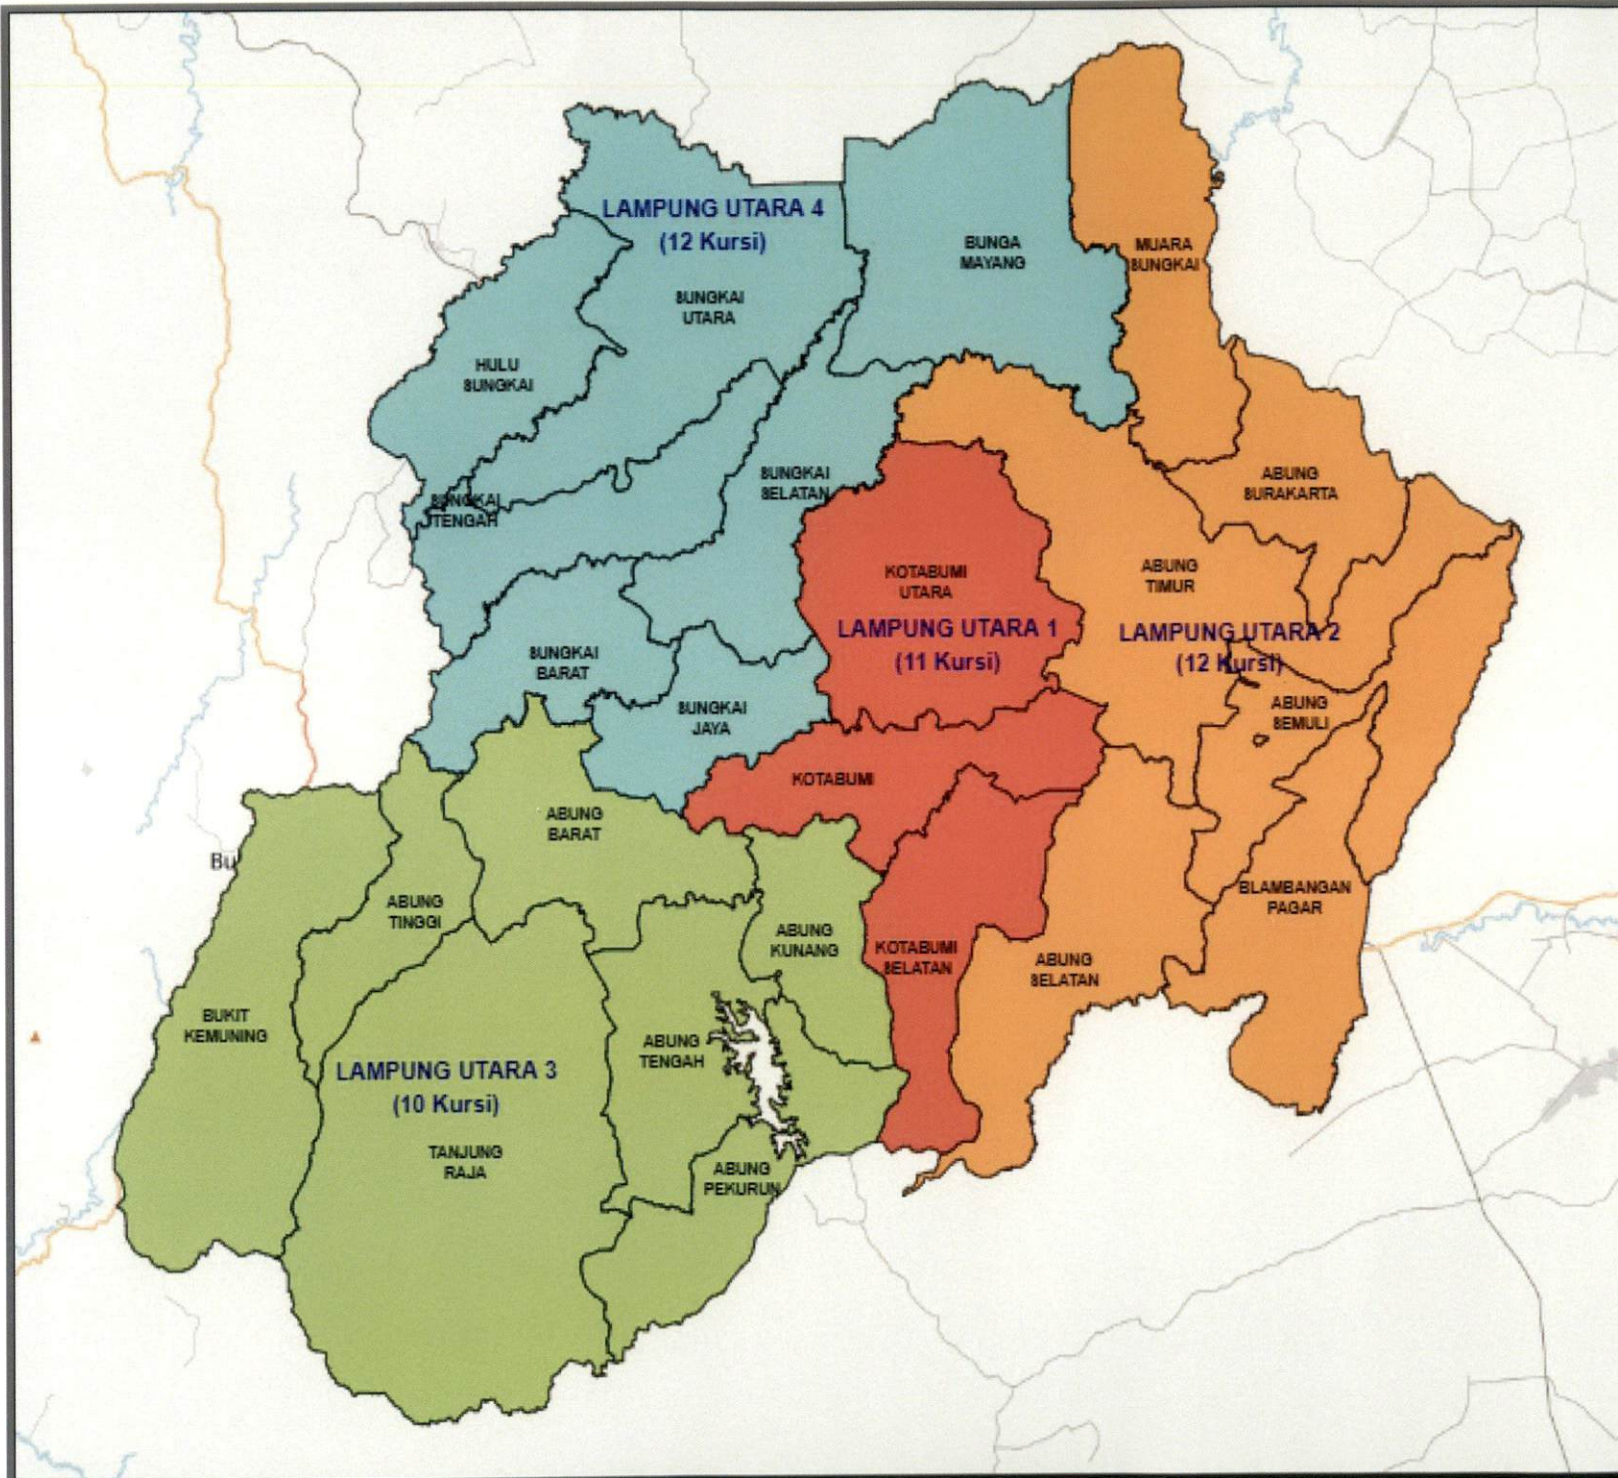 LAMPUNG UTARA 4
(12 Kursi)
BUNGA
MAYANG
MUARA
SUNGKAI
SUNGKAI
UTARA
HULU
SUNGKAI
SUNGKAI
SELATAN
SUNGKAI
TENGAH
ABUNG
SURAKARTA
KOTABUMI
UTARA
ABUNG
TIMUR
LAMPUNG UTARA 1
(11 Kursi)
LAMPUNG UTARA 2
(12 Kursi)
SUNGKAI
BARAT
SUNGKAI
JAYA
ABUNG
SEMULI
KOTABUMI
ABUNG
BARAT
Bu
ABUNG
TINGGI
BLAMBANGAN
PAGAR
ABUNG
KUNANG
KOTABUMI
SELATAN
ABUNG
SELATAN
BUKIT
KEMUNING
ABUNG
TENGAH
LAMPUNG UTARA 3
(10 Kursi)
TANJUNG
RAJA
ABUNG
PEKURUN